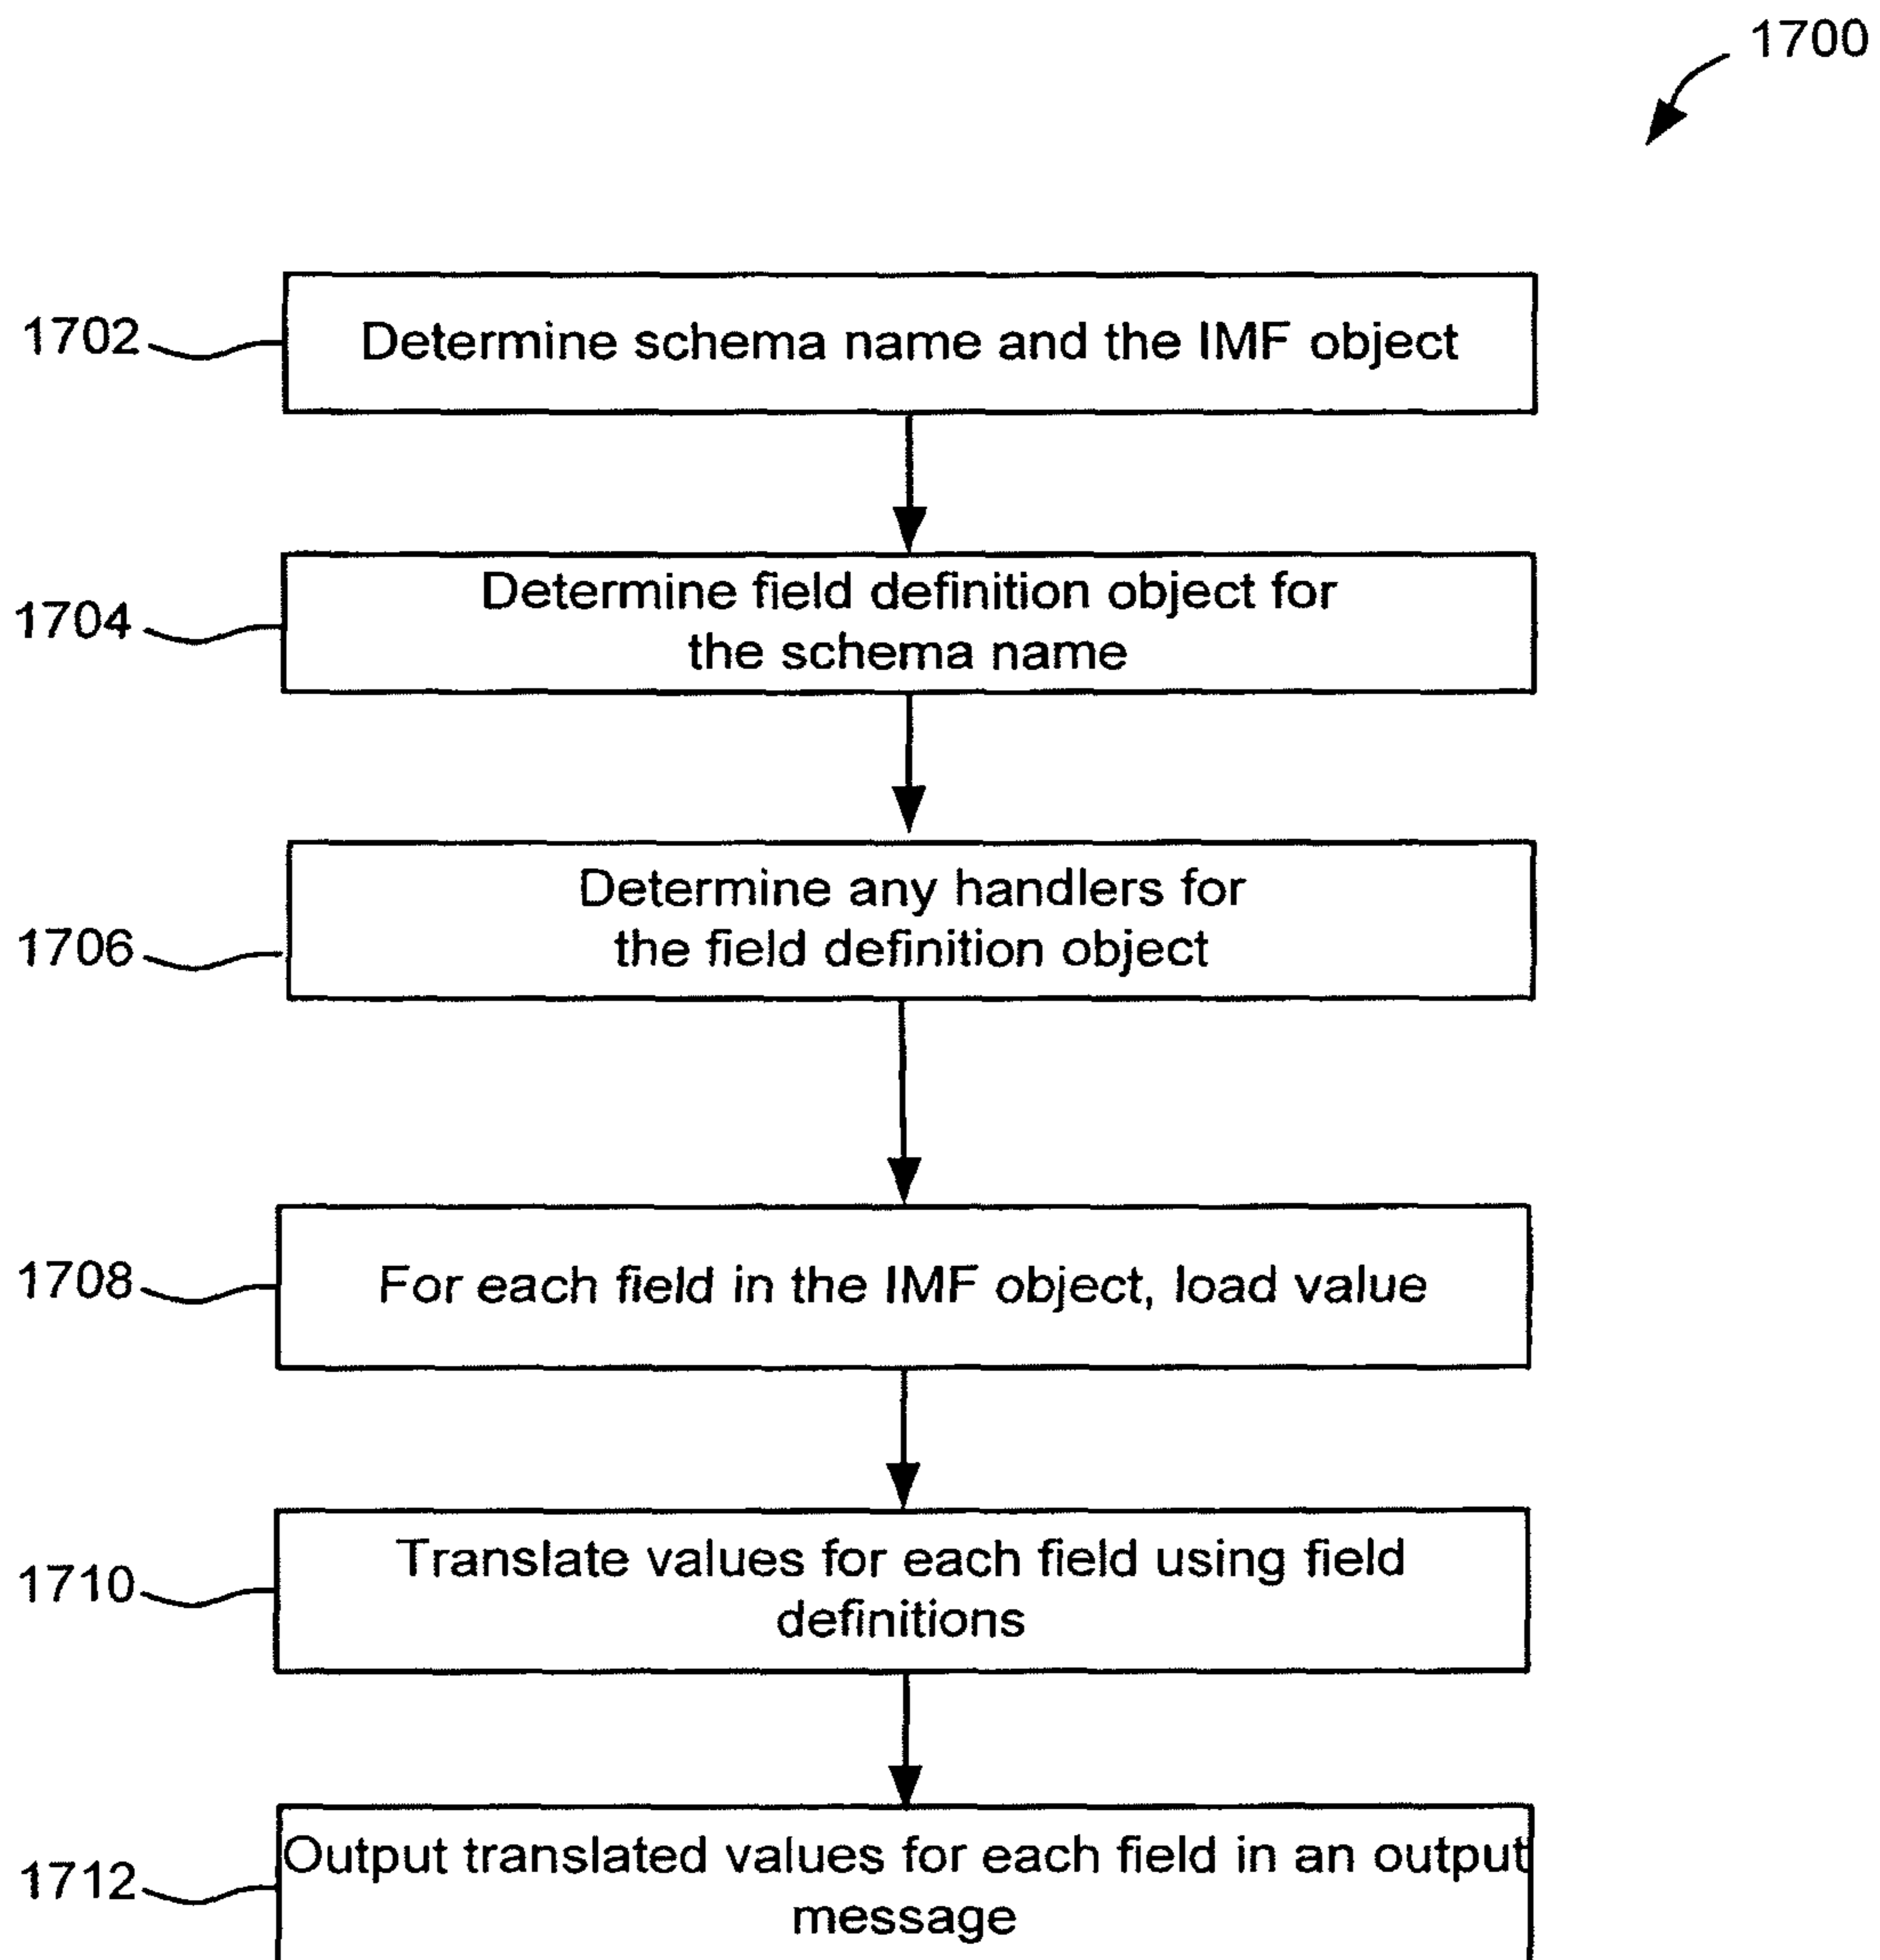 1700
1702
Determine schema name and the IMF object
1704
Determine field definition object for
the schema name
1706
Determine any handlers for
the field definition object
1708
For each field in the IMF object, load value
1710
Translate values for each field using field
definitions
1712
Output translated values for each field in an output
message